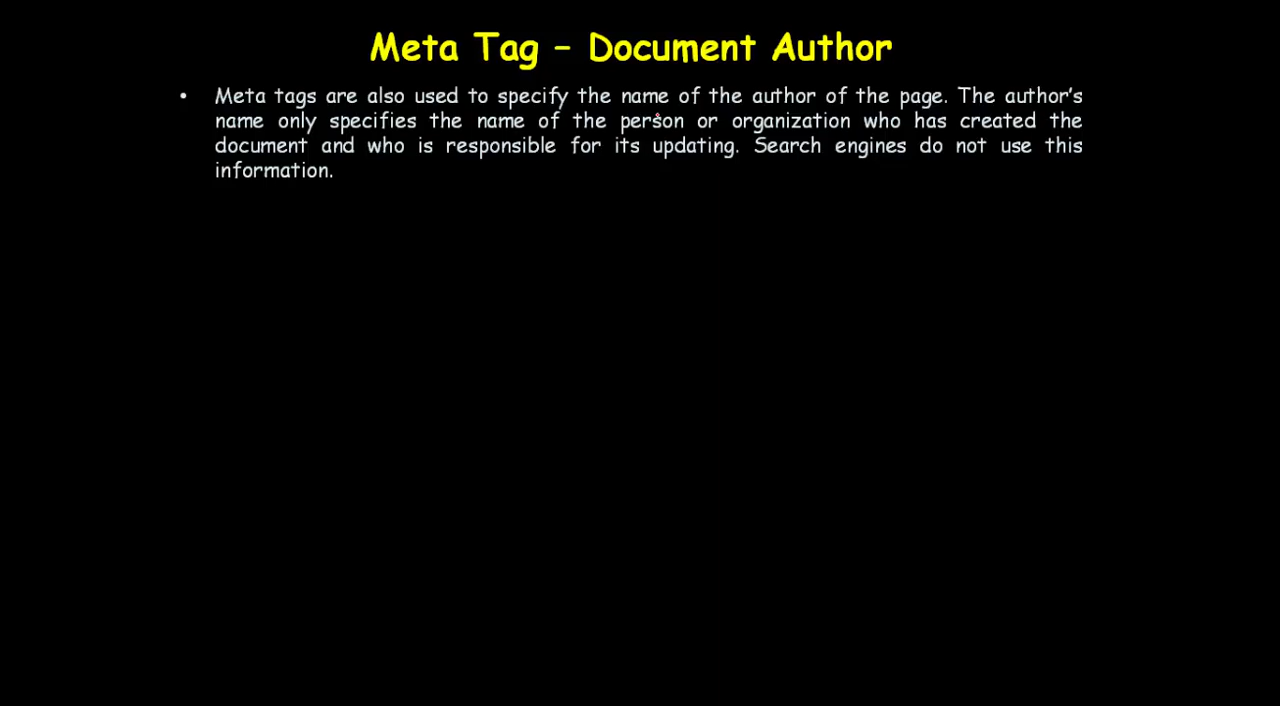 Meta Tag – Document Author
• Meta tags are also used to specify the name of the author of the page. The author's
name only specifies the name of the person or organization who has created the
document and who is responsible for its updating. Search engines do not use this
information.